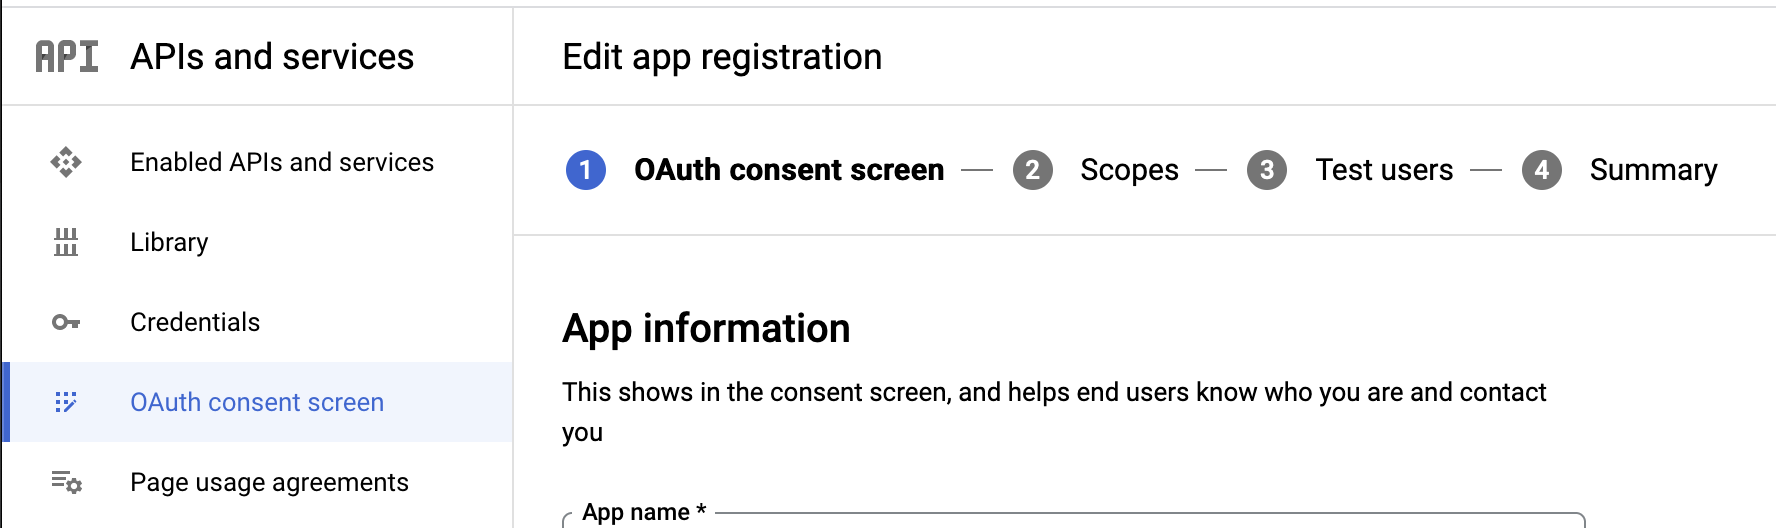 API APIs and services
Edit app registration
Enabled APIs and services
Library
Credentials
OAuth consent screen
Page usage agreements
1 OAuth consent screen — 2 Scopes — 3 Test users — 4 Summary
App information
This shows in the consent screen, and helps end users know who you are and contact
you
App name *